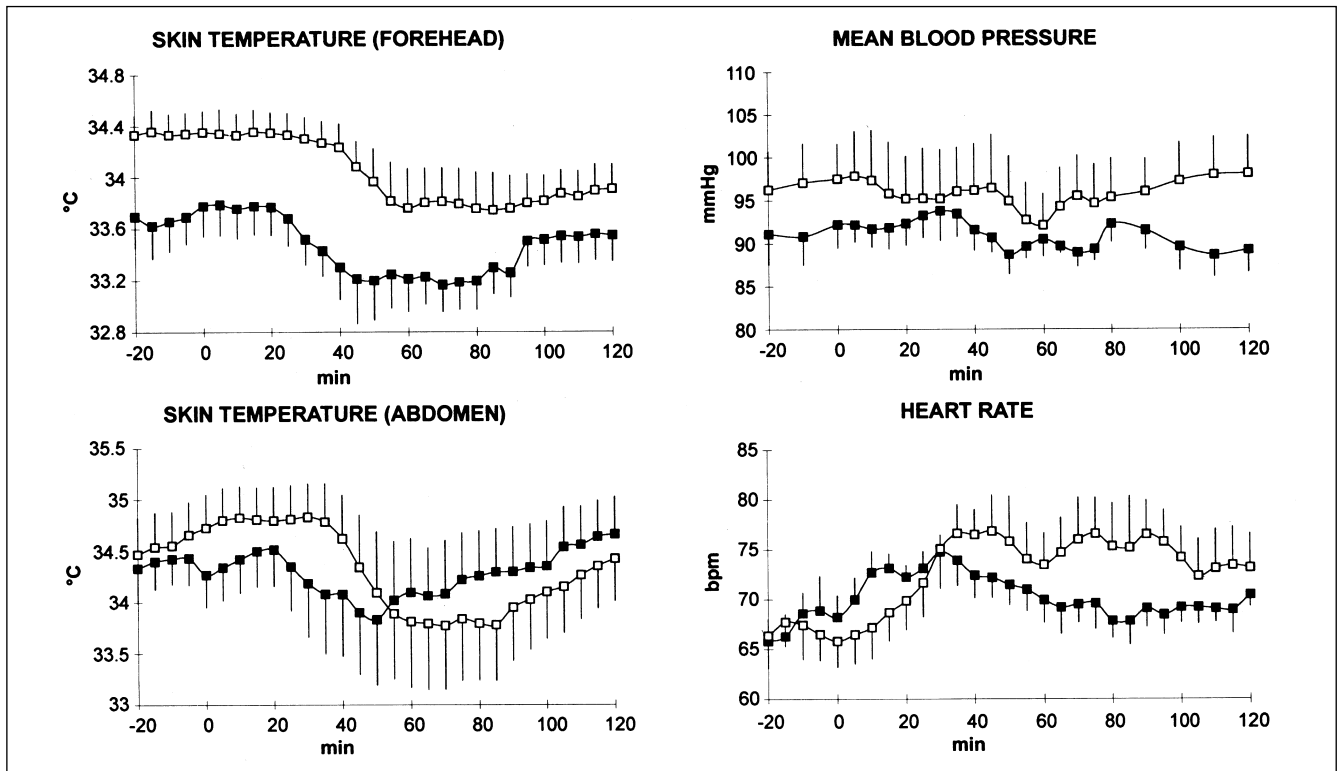 SKIN TEMPERATURE (FOREHEAD)
34.8
34.4
34
33.6
33.2
32.8
°C
-20 0 20 40 60 80 100 120
min
MEAN BLOOD PRESSURE
110
105
100
95
90
85
80
mmHg
-20 0 20 40 60 80 100 120
min
SKIN TEMPERATURE (ABDOMEN)
35.5
35
34.5
34
33.5
33
°C
-20 0 20 40 60 80 100 120
min
HEART RATE
85
80
75
70
65
60
bpm
-20 0 20 40 60 80 100 120
min